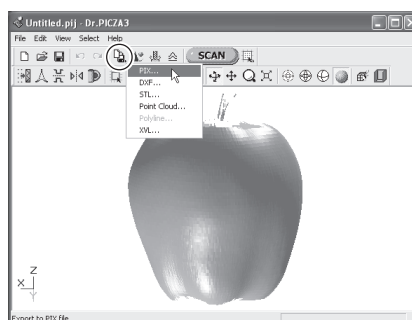 Untitled.pij - Dr.PICZA3
File Edit View Select Help
SCAN
PIX...
DXF...
STL...
Point Cloud...
Polyline...
XVL...
Z
X
Y
Export to PIX file